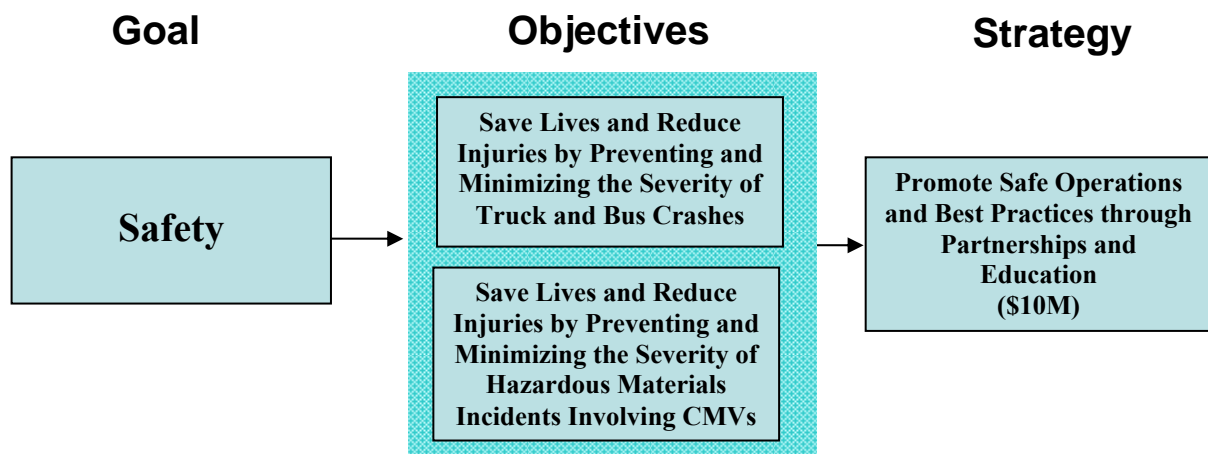 Goal
Objectives
Strategy
Safety
Save Lives and Reduce
Injuries by Preventing and
Minimizing the Severity of
Truck and Bus Crashes
Save Lives and Reduce
Injuries by Preventing and
Minimizing the Severity of
Hazardous Materials
Incidents Involving CMVs
Promote Safe Operations
and Best Practices through
Partnerships and
Education
($10M)